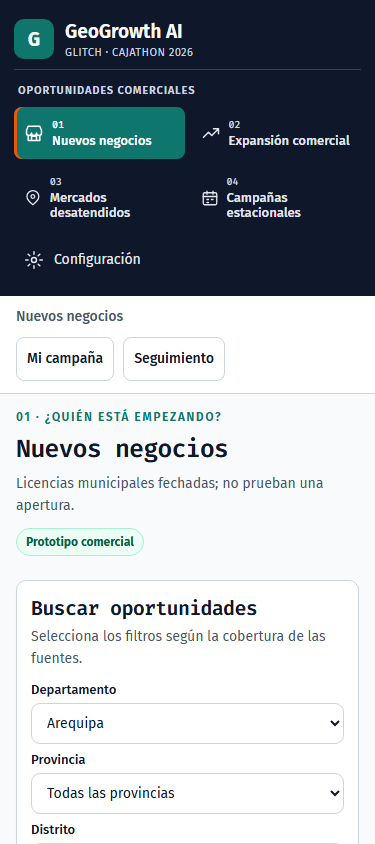 G
GeoGrowth AI
GLITCH · CAJATHON 2026
OPORTUNIDADES COMERCIALES
01
Nuevos negocios
02
Expansión comercial
03
Mercados
desatendidos
04
Campañas
estacionales
Configuración
Nuevos negocios
Mi campaña
Seguimiento
01 · ¿QUIÉN ESTÁ EMPEZANDO?
Nuevos negocios
Licencias municipales fechadas; no prueban una
apertura.
Prototipo comercial
Buscar oportunidades
Selecciona los filtros según la cobertura de las
fuentes.
Departamento
Arequipa
Provincia
Todas las provincias
Distrito